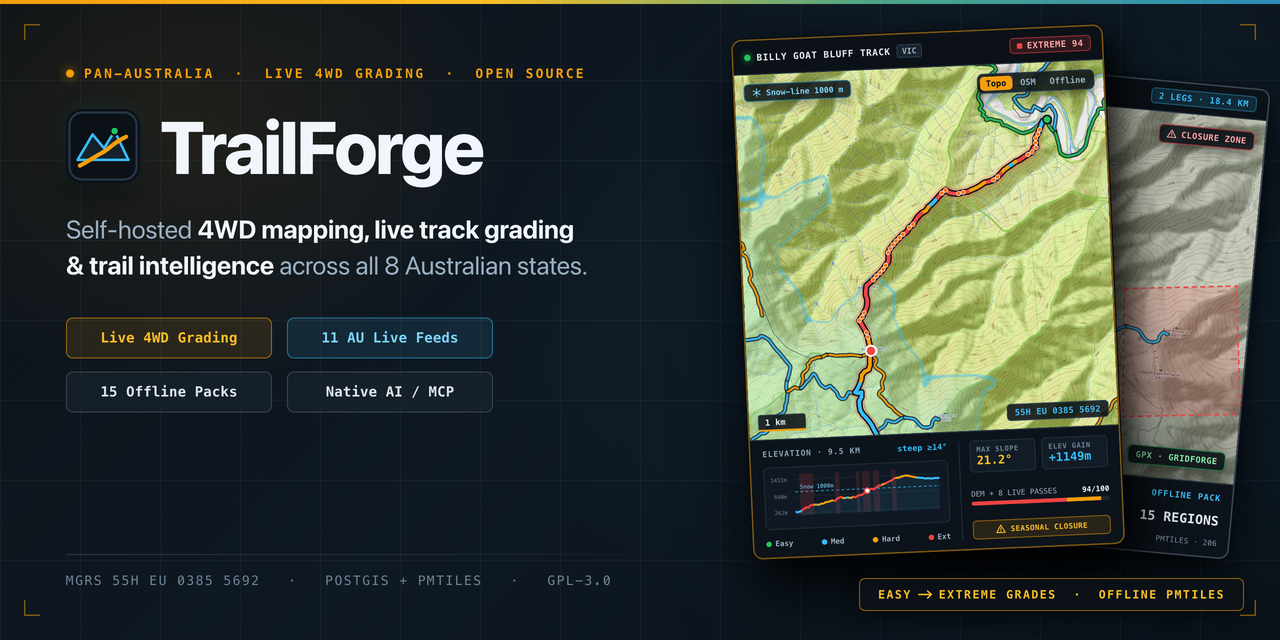 PAN-AUSTRALIA · LIVE 4WD GRADING · OPEN SOURCE
TrailForge
Self-hosted 4WD mapping, live track grading
& trail intelligence across all 8 Australian states.
Live 4WD Grading
11 AU Live Feeds
15 Offline Packs
Native AI / MCP
MGRS 55H EU 0385 5692 · POSTGIS + PMTILES · GPL-3.0
BILLY GOAT BLUFF TRACK VIC
EXTREME 94
Snow-line 1000 m
Topo OSM Offline
1 km
55H EU 0385 5692
ELEVATION · 9.5 KM steep ≥14°
1411m
840m
262m
Snow 1000m
Easy Med Hard Ext
MAX SLOPE
21.2°
ELEV GAIN
+1149m
DEM + 8 LIVE PASSES 94/100
SEASONAL CLOSURE
2 LEGS · 18.4 KM
CLOSURE ZONE
GPX · GRIDFORGE
OFFLINE PACK
15 REGIONS
PMTILES · 206
EASY → EXTREME GRADES · OFFLINE PMTILES